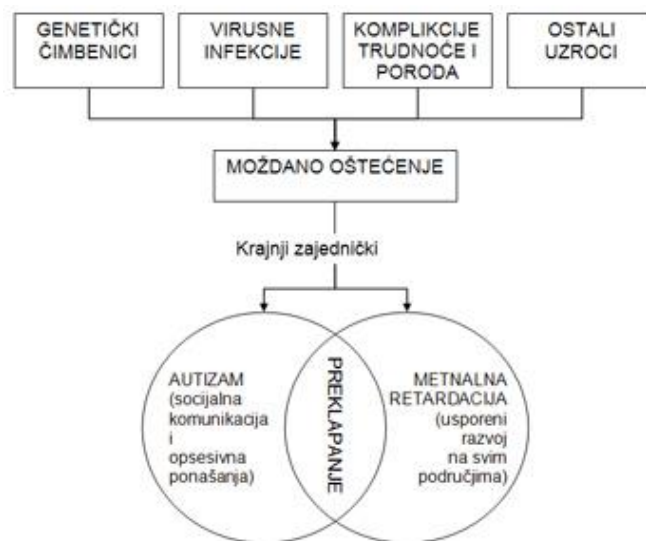 GENETIČKI
ČIMBENICI
VIRUSNE
INFEKCIJE
KOMPLIKCIJE
TRUDNOĆE I
PORODA
OSTALI
UZROCI
MOŽDANO OŠTEĆENJE
Krajnji zajednički
AUTIZAM
(socijalna
komunikacija
i
opsesivna
ponašanja)
PREKLAPANJE
METNALNA
RETARDACIJA
(usporeni
razvoj
na svim
područjima)